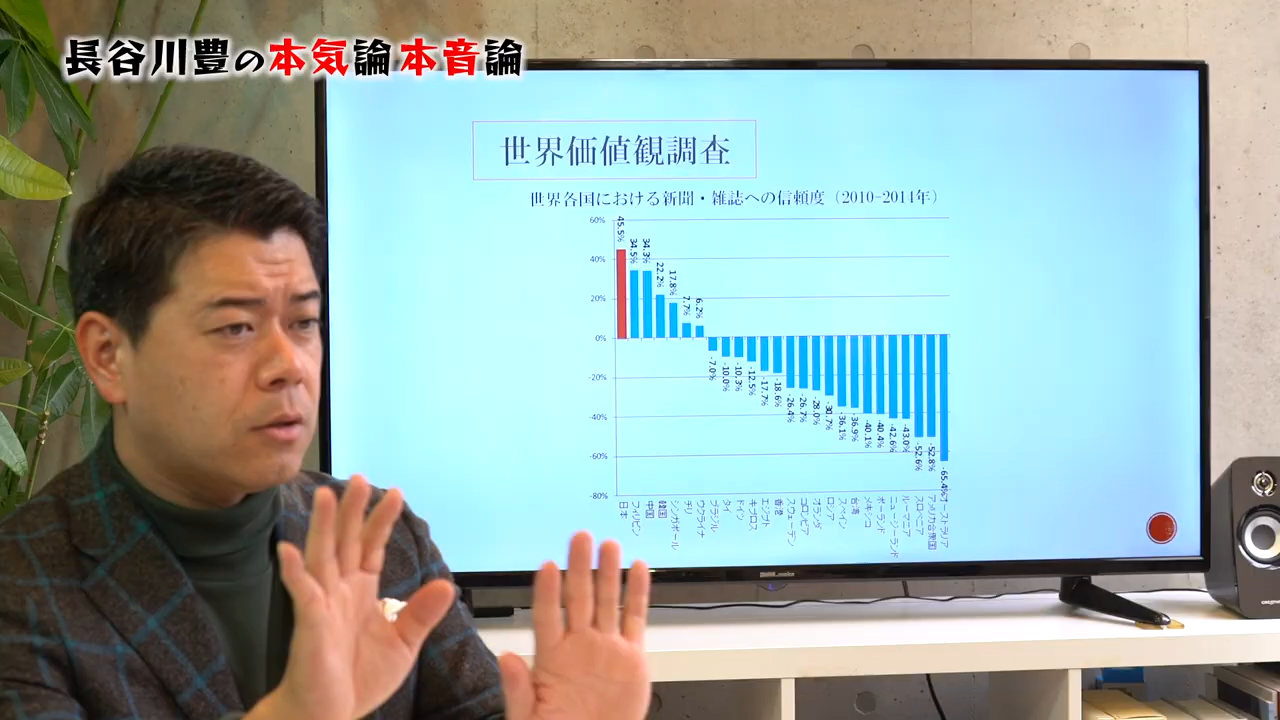 長谷川豊の本気論本音論
世界価値観調査
世界各国における新聞・雑誌への信頼度（2010-2014年）
60%
40%
20%
0%
-20%
-40%
-60%
-80%
45.5%
34.5%
34.3%
22.2%
17.8%
7.7%
6.2%
-7.0%
-10.0%
-10.3%
-12.5%
-17.7%
-18.6%
-26.4%
-26.7%
-28.0%
-30.7%
-36.1%
-36.9%
-40.1%
-40.4%
-42.6%
-43.0%
-52.6%
-52.8%
-65.4%
日本
フィリピン
中国
韓国
シンガポール
チリ
ウクライナ
ブラジル
タイ
ドイツ
キプロス
エジプト
香港
スウェーデン
コロンビア
オランダ
ロシア
スペイン
台湾
メキシコ
ポーランド
ニュージーランド
ルーマニア
スロベニア
アメリカ合衆国
オーストラリア